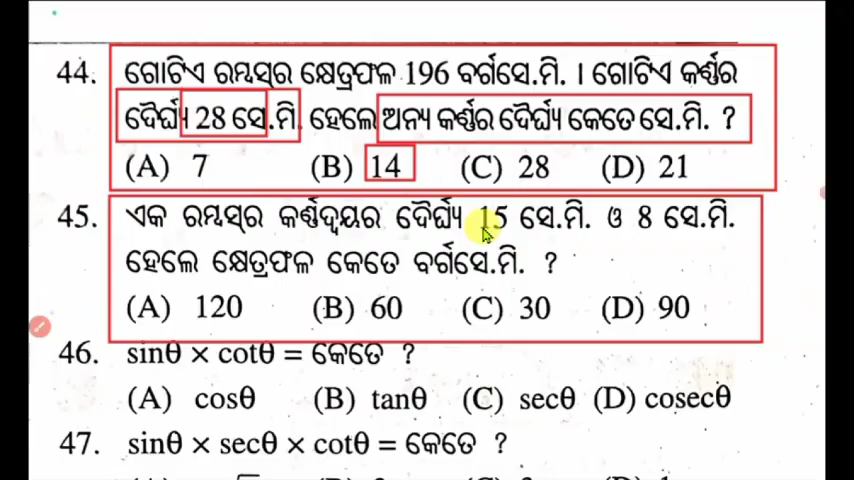 44. ଗୋଟିଏ ରମ୍ଭସ୍‌ର କ୍ଷେତ୍ରଫଳ 196 ବର୍ଗସେ.ମି. । ଗୋଟିଏ କର୍ଣ୍ଣର
ଦୈର୍ଘ୍ୟ 28 ସେ.ମି. ହେଲେ ଅନ୍ୟ କର୍ଣ୍ଣର ଦୈର୍ଘ୍ୟ କେତେ ସେ.ମି. ?
(A) 7 (B) 14 (C) 28 (D) 21
45. ଏକ ରମ୍ଭସ୍‌ର କର୍ଣ୍ଣଦ୍ୱୟର ଦୈର୍ଘ୍ୟ 15 ସେ.ମି. ଓ 8 ସେ.ମି.
ହେଲେ କ୍ଷେତ୍ରଫଳ କେତେ ବର୍ଗସେ.ମି. ?
(A) 120 (B) 60 (C) 30 (D) 90
46. sinθ × cotθ = କେତେ ?
(A) cosθ (B) tanθ (C) secθ (D) cosecθ
47. sinθ × secθ × cotθ = କେତେ ?